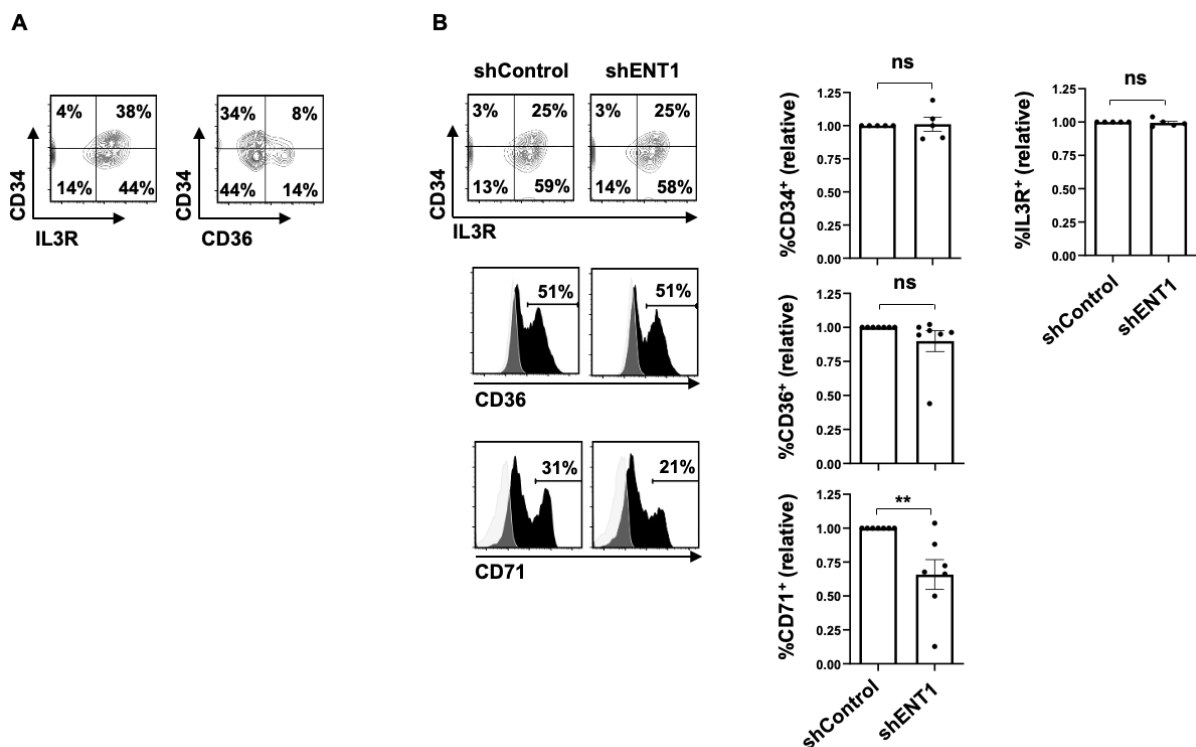 A
4% 38%
14% 44%
CD34
IL3R
34% 8%
44% 14%
CD34
CD36
B
shControl shENT1
3% 25%
13% 59%
3% 25%
14% 58%
CD34
IL3R
51%
51%
CD36
31%
21%
CD71
ns
1.25
1.00
0.75
0.50
0.25
0.00
%CD34⁺ (relative)
ns
1.25
1.00
0.75
0.50
0.25
0.00
%IL3R⁺ (relative)
shControl
shENT1
ns
1.25
1.00
0.75
0.50
0.25
0.00
%CD36⁺ (relative)
**
1.25
1.00
0.75
0.50
0.25
0.00
%CD71⁺ (relative)
shControl
shENT1